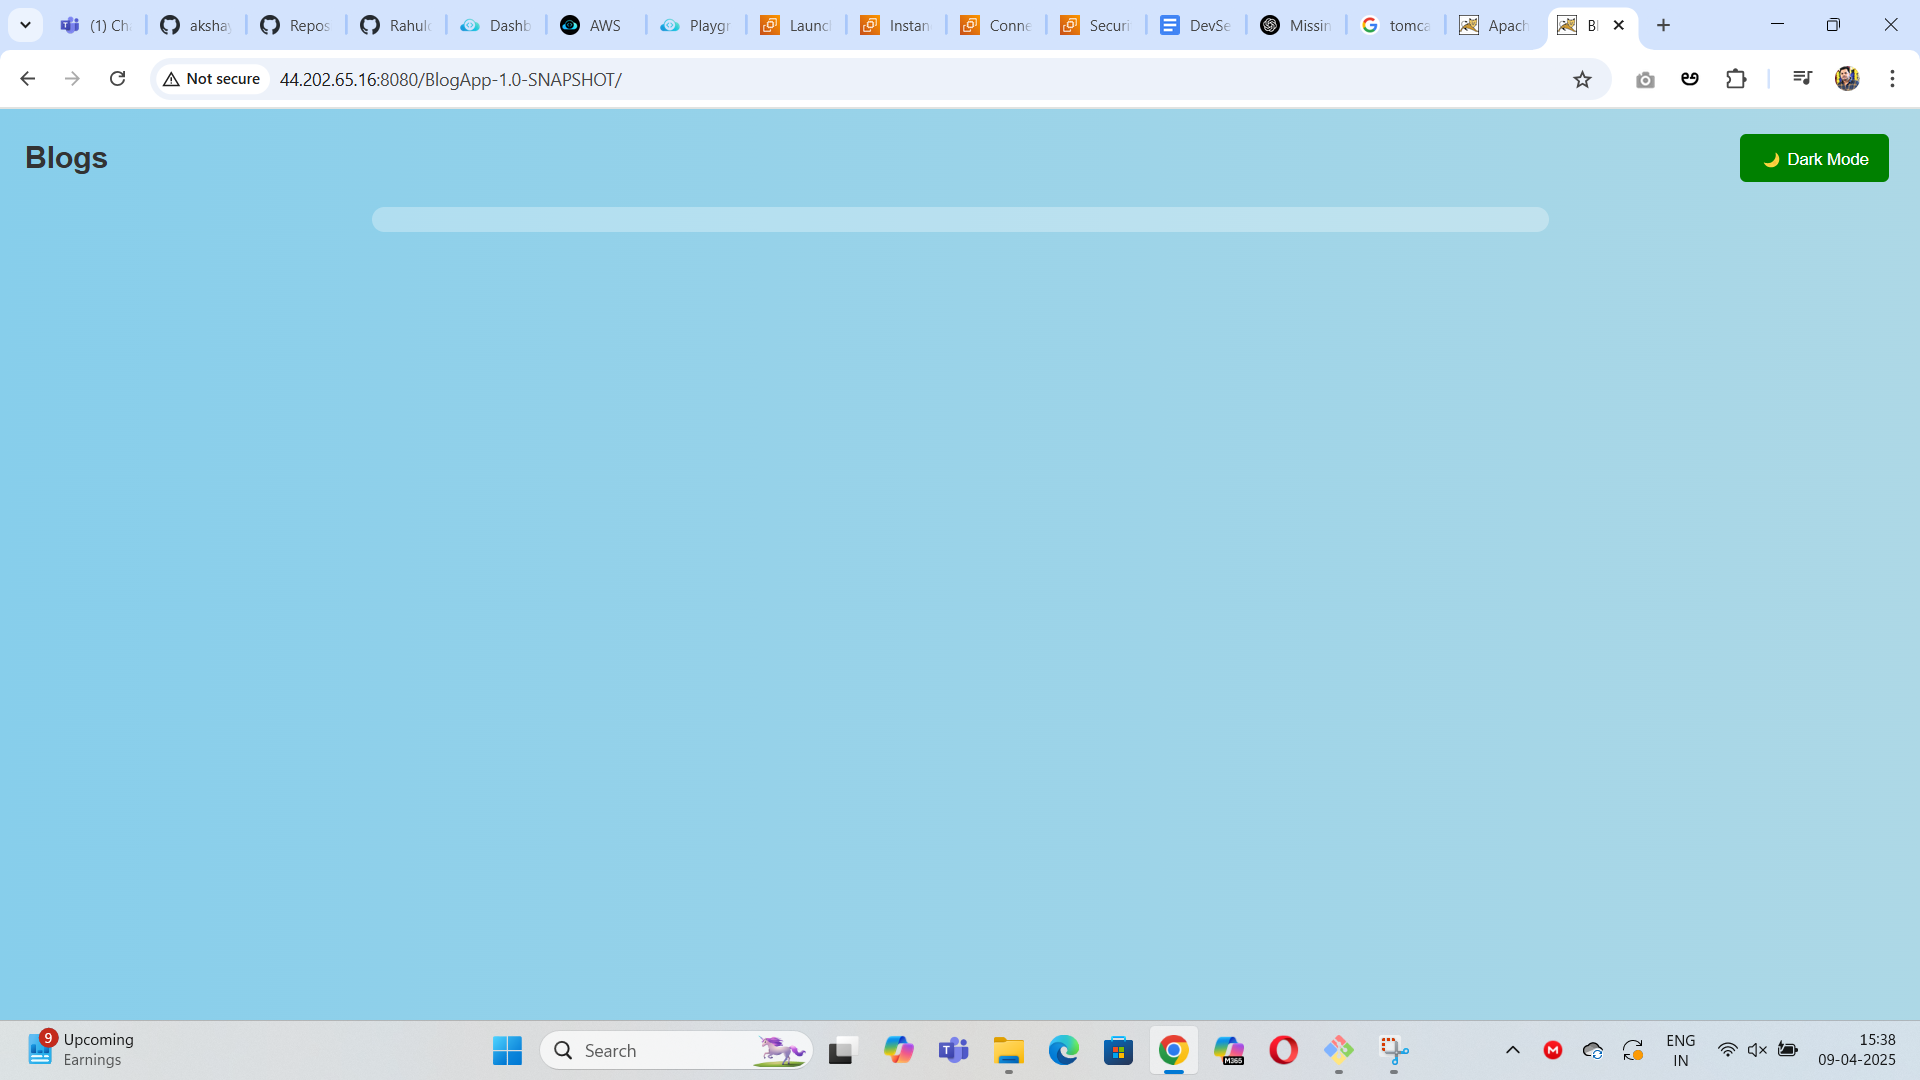 (1) Ch
akshay
Repos
Rahul
Dashb
AWS
Playgr
Launc
Instan
Conne
Securi
DevSe
Missin
tomca
Apach
Bl
Not secure
44.202.65.16:8080/BlogApp-1.0-SNAPSHOT/
Blogs
🌙 Dark Mode
9
Upcoming
Earnings
Search
M365
M
ENG
IN
15:38
09-04-2025